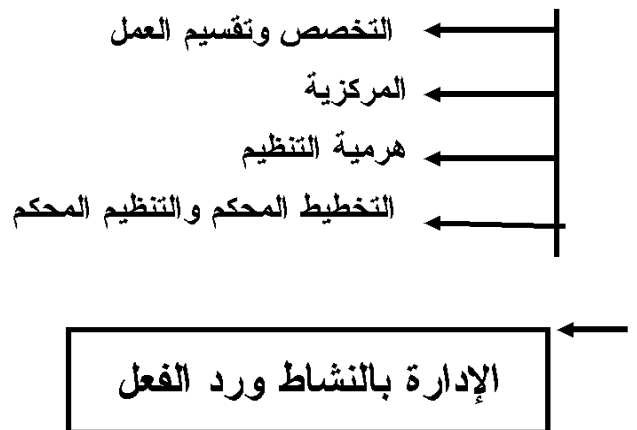 التخصص وتقسيم العمل
المركزية
هرمية التنظيم
التخطيط المحكم والتنظيم المحكم
الإدارة بالنشاط ورد الفعل